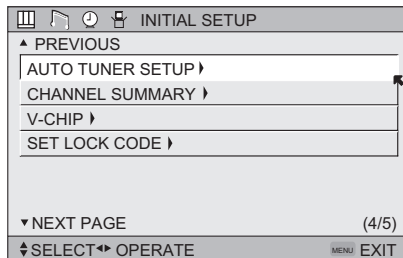 INITIAL SETUP
▲ PREVIOUS
AUTO TUNER SETUP
CHANNEL SUMMARY
V-CHIP
SET LOCK CODE
▼NEXT PAGE (4/5)
SELECT OPERATE MENU EXIT